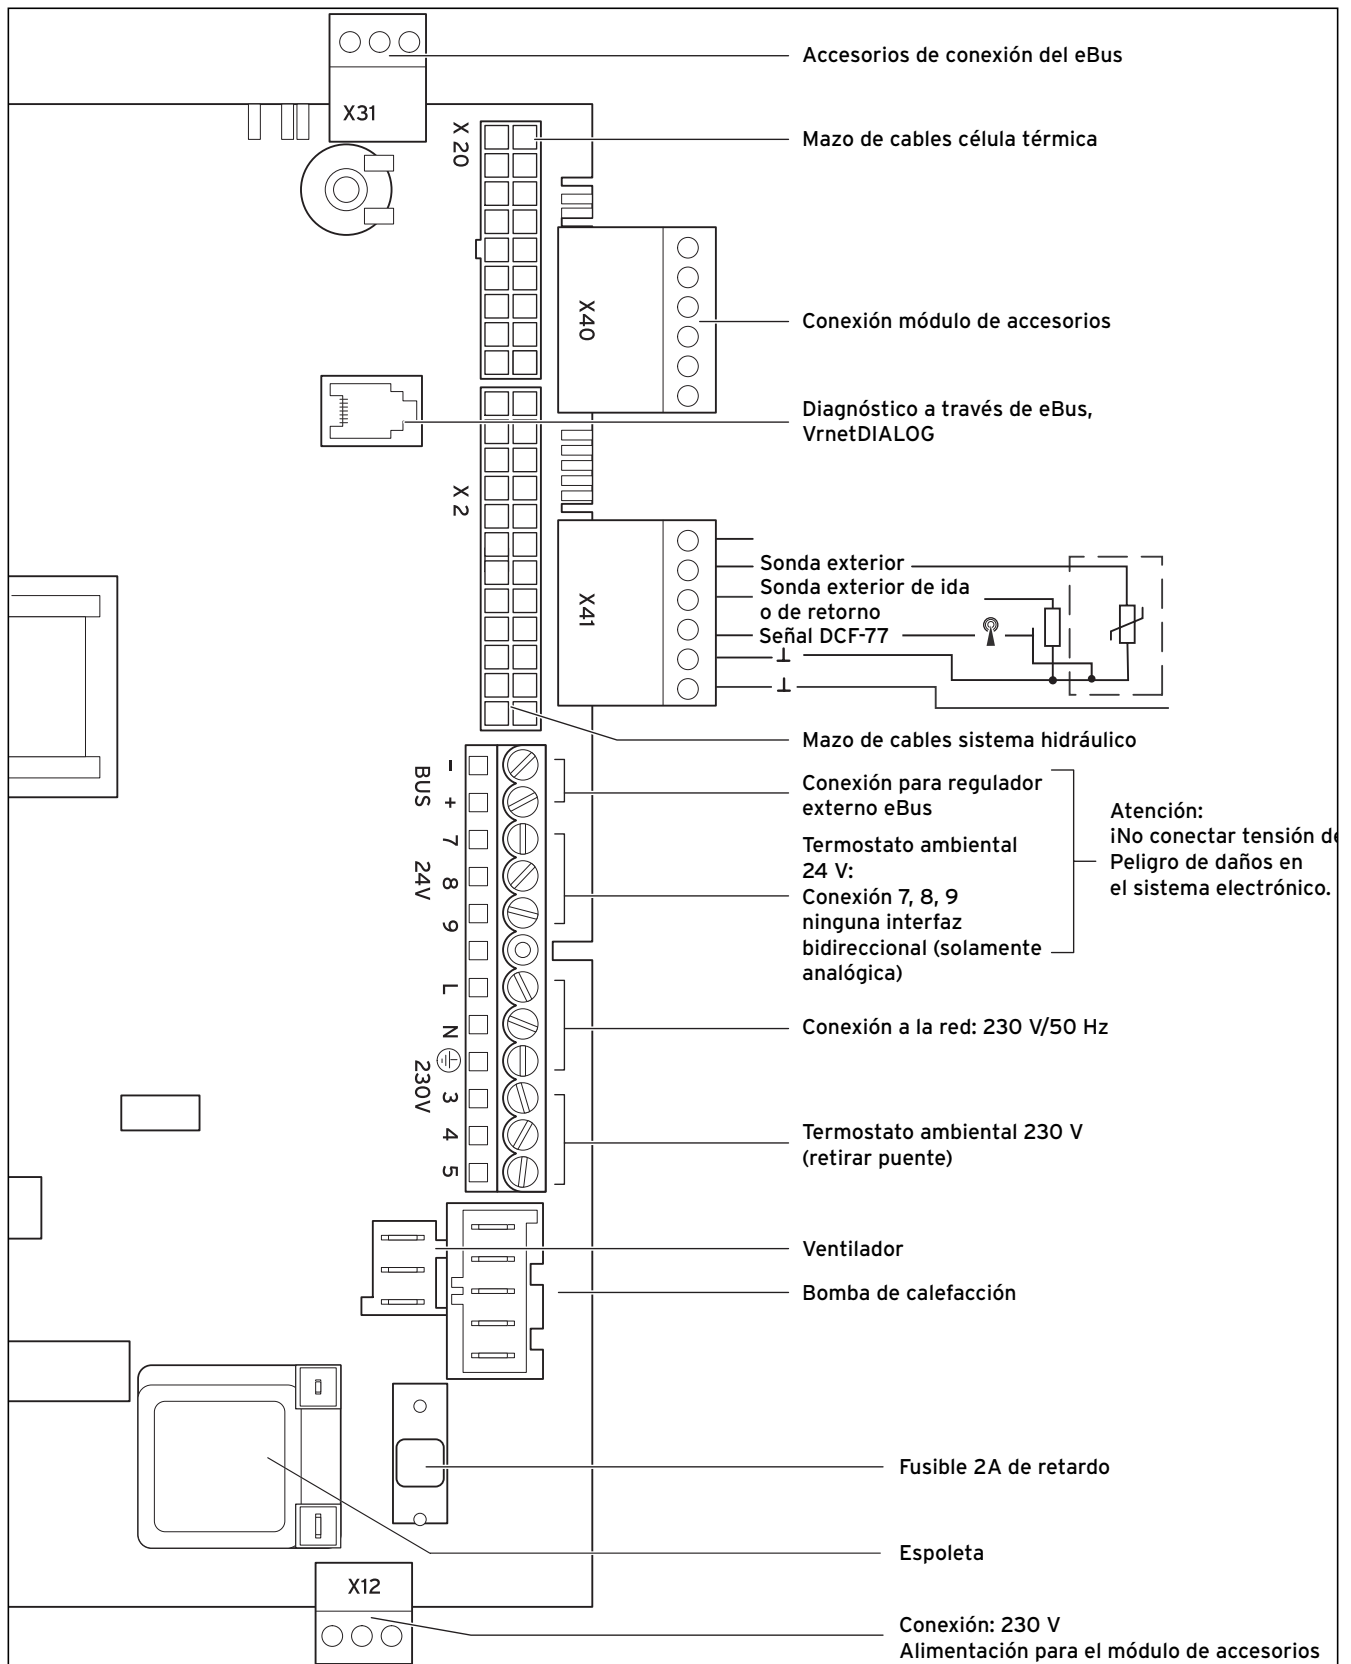 Accesorios de conexión del eBus
X31
X 20
Mazo de cables célula térmica
X40
Conexión módulo de accesorios
Diagnóstico a través de eBus,
VrnetDIALOG
X 2
X41
Sonda exterior
Sonda exterior de ida
o de retorno
Señal DCF-77
Mazo de cables sistema hidráulico
BUS
-
+
Conexión para regulador
externo eBus
Atención:
¡No conectar tensión de
Peligro de daños en
el sistema electrónico.
24V
7
8
9
Termostato ambiental
24 V:
Conexión 7, 8, 9
ninguna interfaz
bidireccional (solamente
analógica)
L
N
Conexión a la red: 230 V/50 Hz
230V
3
4
5
Termostato ambiental 230 V
(retirar puente)
Ventilador
Bomba de calefacción
Fusible 2A de retardo
Espoleta
X12
Conexión: 230 V
Alimentación para el módulo de accesorios